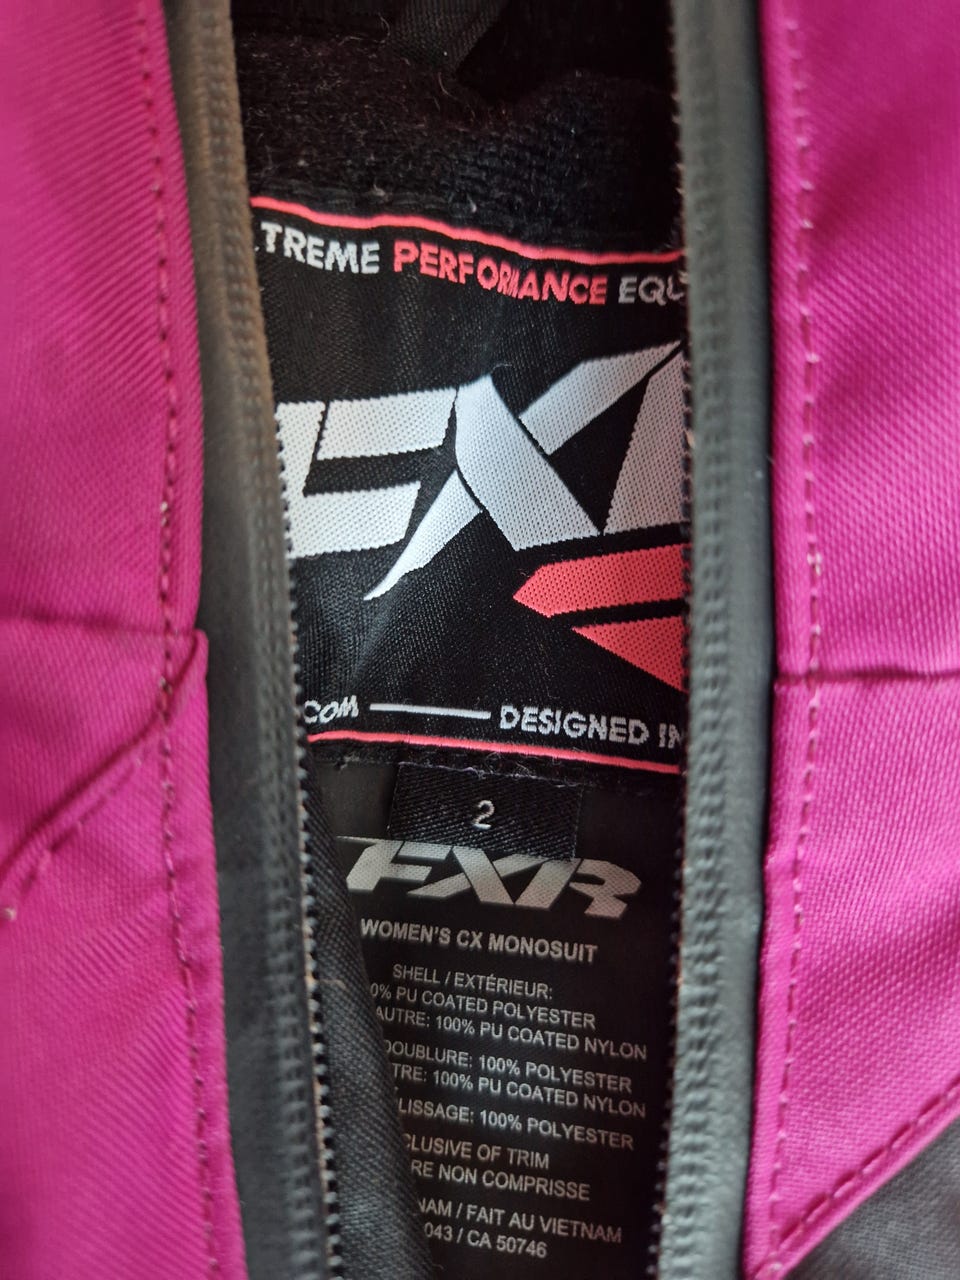 TREME PERFORMANCE EQU
FXR
COM DESIGNED IN
2
FXR
WOMEN'S CX MONOSUIT
SHELL / EXTÉRIEUR:
0% PU COATED POLYESTER
AUTRE: 100% PU COATED NYLON
DOUBLURE: 100% POLYESTER
TRE: 100% PU COATED NYLON
LISSAGE: 100% POLYESTER
CLUSIVE OF TRIM
RE NON COMPRISSE
NAM / FAIT AU VIETNAM
043 / CA 50746